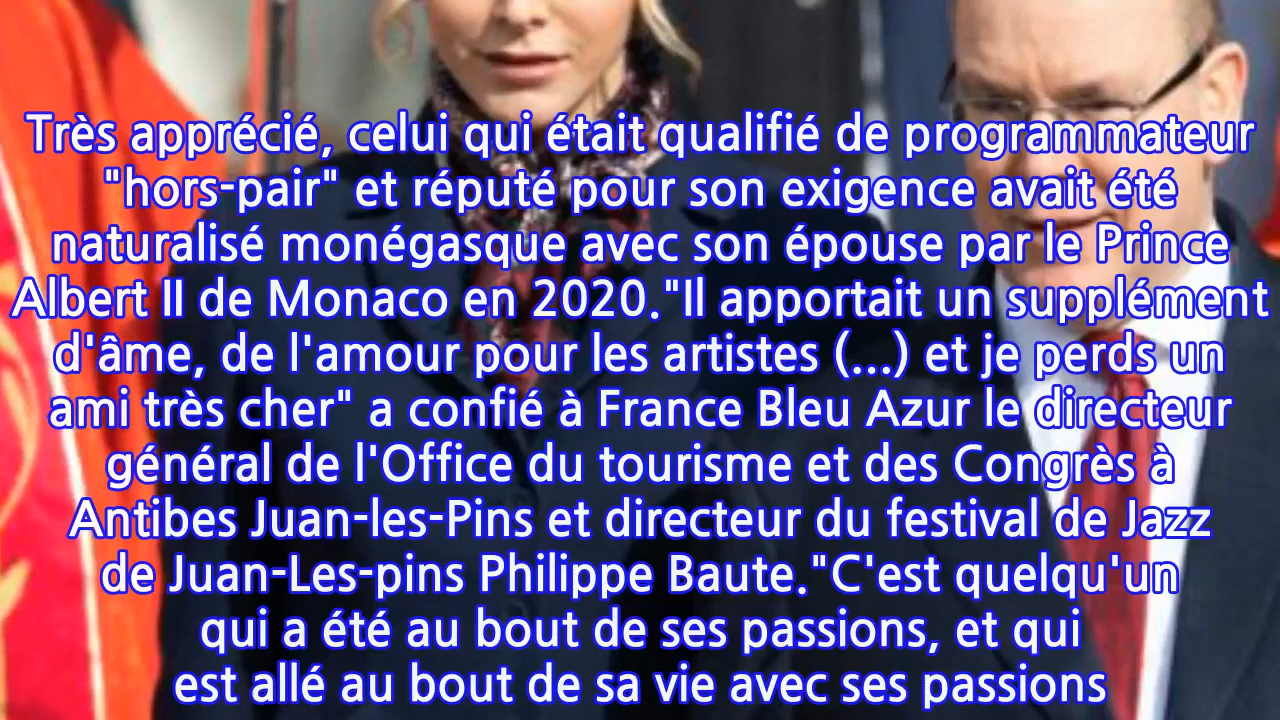 Très apprécié, celui qui était qualifié de programmateur
"hors-pair" et réputé pour son exigence avait été
naturalisé monégasque avec son épouse par le Prince
Albert II de Monaco en 2020."Il apportait un supplément
d'âme, de l'amour pour les artistes (...) et je perds un
ami très cher" a confié à France Bleu Azur le directeur
général de l'Office du tourisme et des Congrès à
Antibes Juan-les-Pins et directeur du festival de Jazz
de Juan-Les-pins Philippe Baute."C'est quelqu'un
qui a été au bout de ses passions, et qui
est allé au bout de sa vie avec ses passions